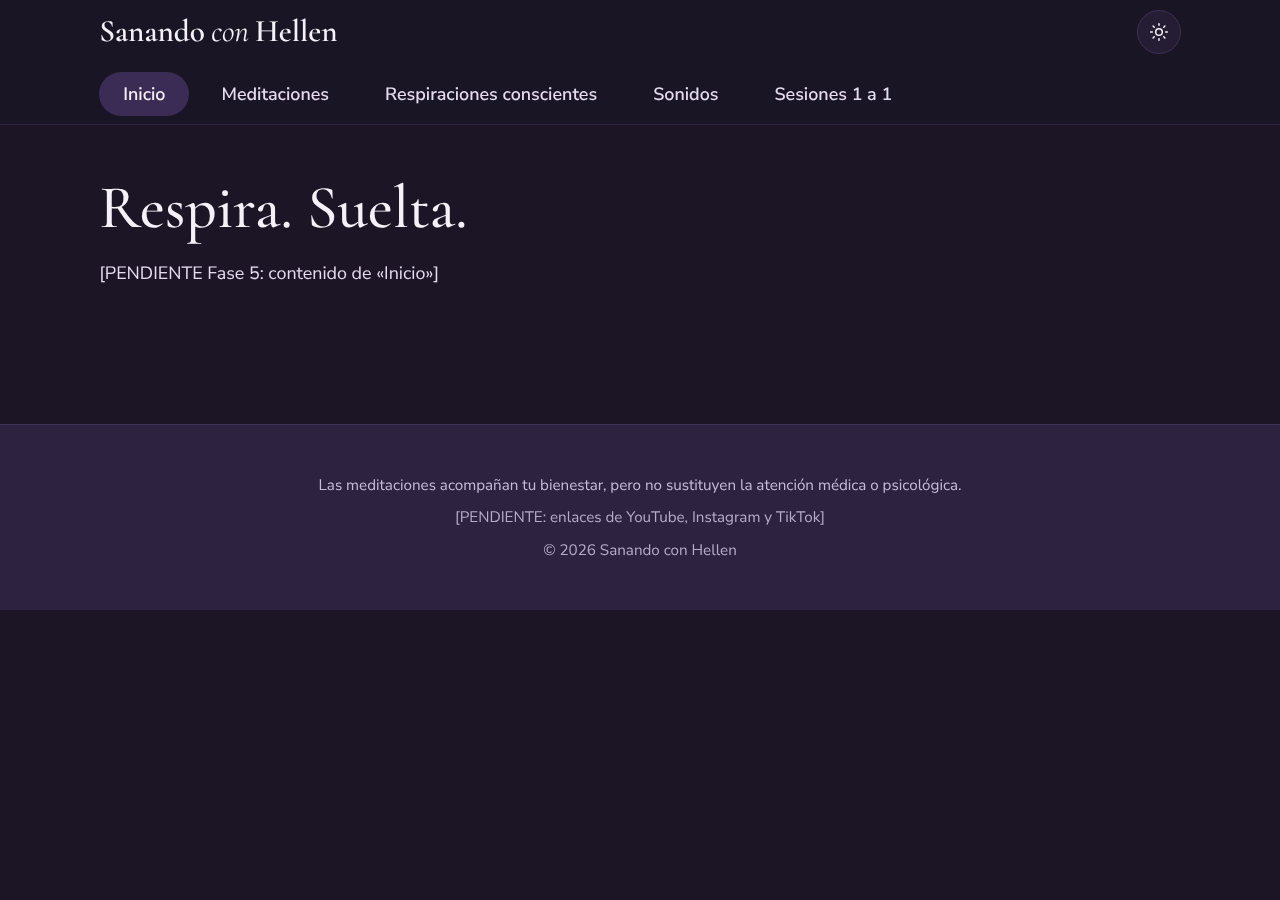 Sanando con Hellen
Inicio Meditaciones Respiraciones conscientes Sonidos Sesiones 1 a 1
Respira. Suelta.
[PENDIENTE Fase 5: contenido de «Inicio»]
Las meditaciones acompañan tu bienestar, pero no sustituyen la atención médica o psicológica.
[PENDIENTE: enlaces de YouTube, Instagram y TikTok]
© 2026 Sanando con Hellen